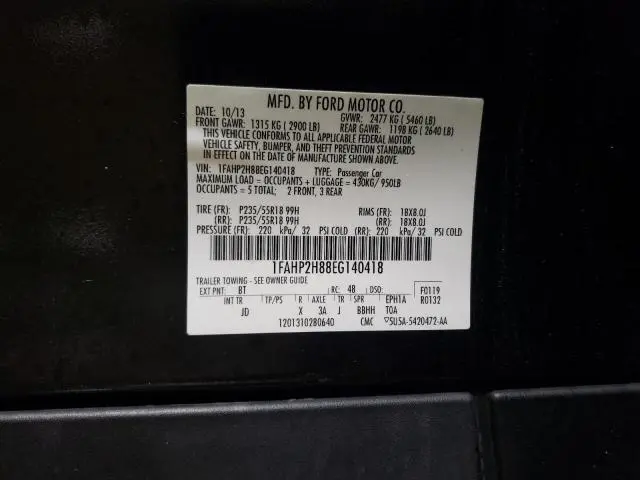 MFD. BY FORD MOTOR CO.
DATE: 10/13 GVWR: 2477 KG ( 5460 LB)
FRONT GAWR: 1315 KG ( 2900 LB) REAR GAWR: 1198 KG ( 2640 LB)
THIS VEHICLE CONFORMS TO ALL APPLICABLE FEDERAL MOTOR
VEHICLE SAFETY, BUMPER, AND THEFT PREVENTION STANDARDS
IN EFFECT ON THE DATE OF MANUFACTURE SHOWN ABOVE.
VIN: 1FAHP2H88EG140418 TYPE: Passenger Car
MAXIMUM LOAD = OCCUPANTS + LUGGAGE = 430KG/ 950LB
OCCUPANTS = 5 TOTAL; 2 FRONT, 3 REAR
TIRE (FR): P235/55R18 99H RIMS (FR): 18X8.0J
(RR): P235/55R18 99H (RR): 18X8.0J
PRESSURE (FR): 220 kPa/ 32 PSI COLD (RR): 220 kPa/ 32 PSI COLD
1FAHP2H88EG140418
TRAILER TOWING - SEE OWNER GUIDE
EXT PNT: BT RC: 48 DSO: F0119
INT TR TP/PS R AXLE TR SPR EPH1A R0132
JD X 3A J BBHH TOA
1201310280640 CMC ▽5U5A-5420472-AA